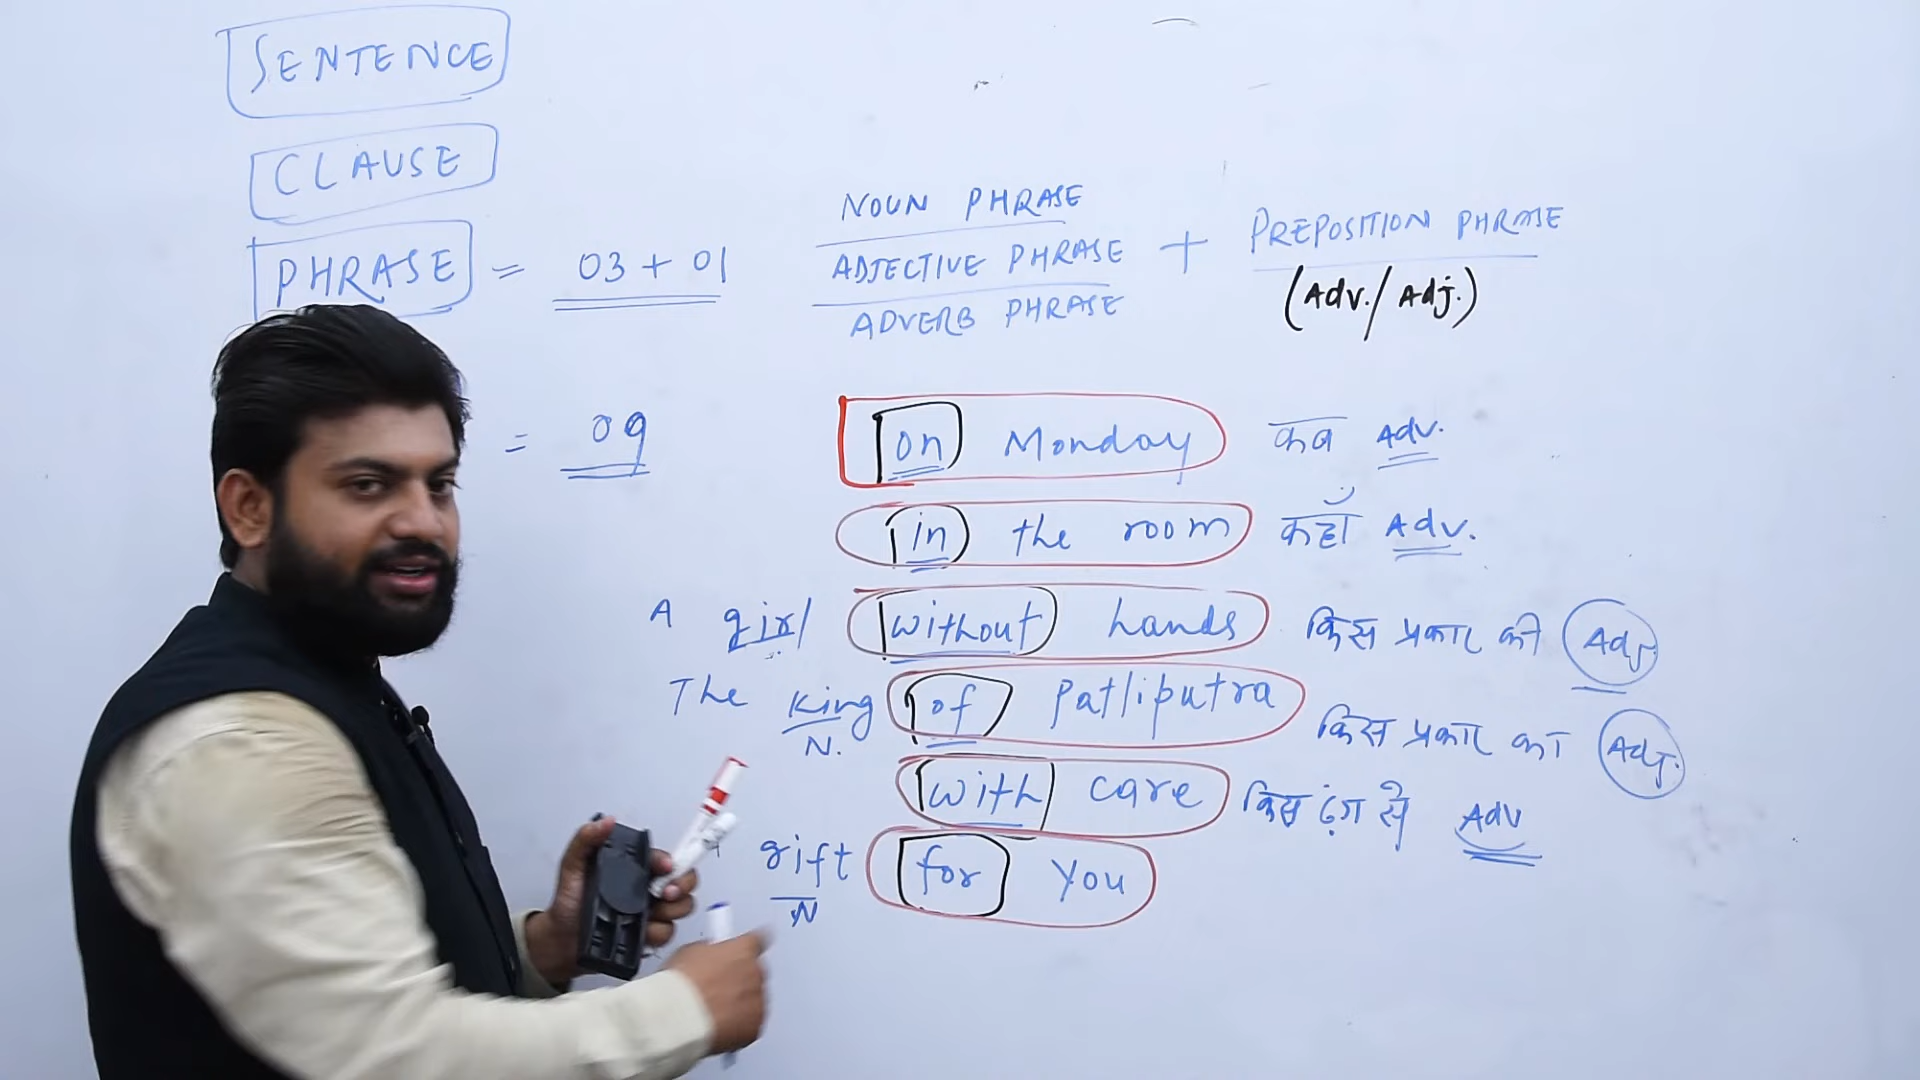 SENTENCE
CLAUSE
PHRASE = 03 + 01
NOUN PHRASE
ADJECTIVE PHRASE
ADVERB PHRASE
+ PREPOSITION PHRASE
(Adv./Adj.)
= 09
on Monday कब Adv.
in the room कहाँ Adv.
A girl without hands किस प्रकार की Adj.
The King of Patliputra किस प्रकार का Adj.
N.
with care किस ढ़ंग से Adv
gift for you
N